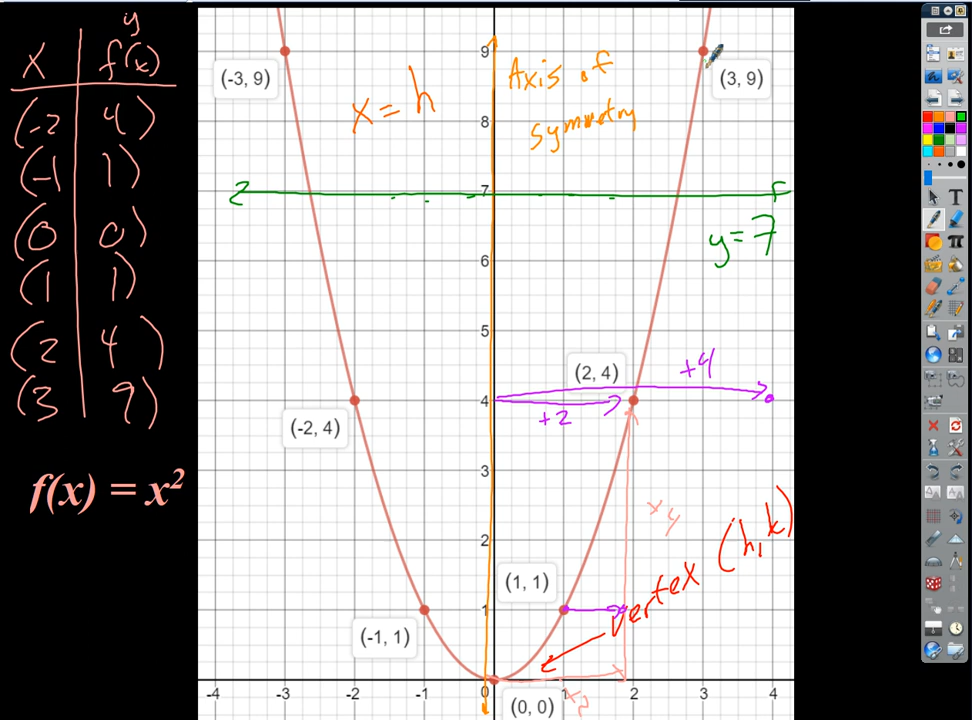 y
x f(x)
(-2 4)
(-1 1)
(0 0)
(1 1)
(2 4)
(3 9)
f(x) = x²
9
8
7
6
5
4
3
2
1
0
-4 -3 -2 -1 1 2 3 4
(-3, 9)
x = h
Axis of
symmetry
(3, 9)
y = 7
(2, 4)
+4
+2
(-2, 4)
(1, 1)
Vertex (h, k)
(-1, 1)
(0, 0)
T
π